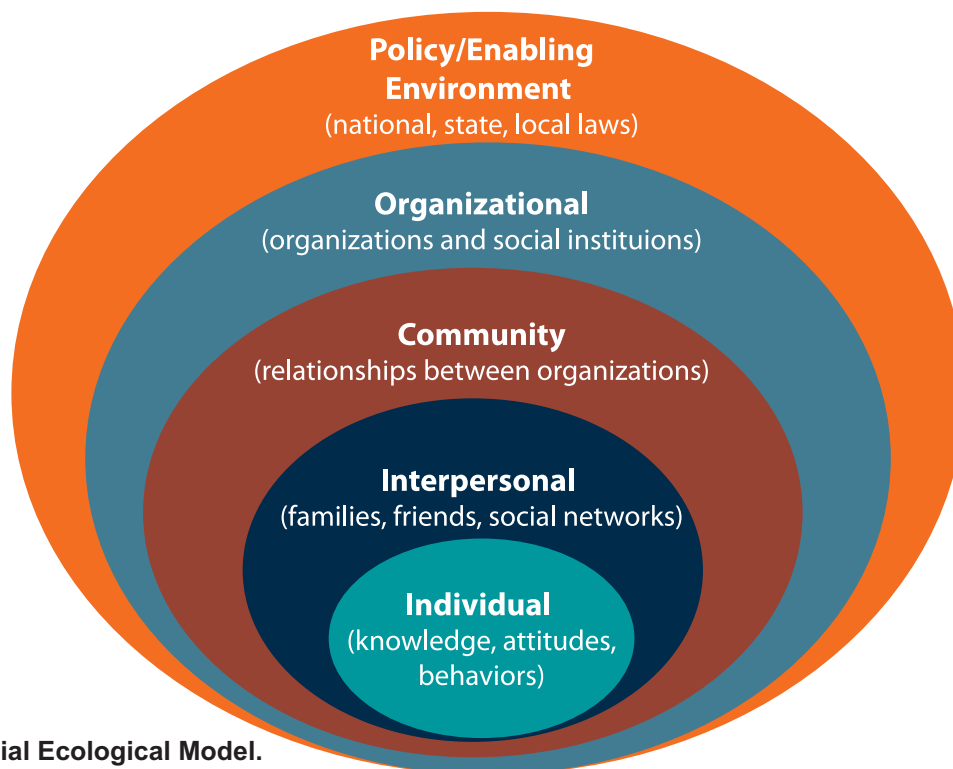 Policy/Enabling
Environment
(national, state, local laws)
Organizational
(organizations and social instituions)
Community
(relationships between organizations)
Interpersonal
(families, friends, social networks)
Individual
(knowledge, attitudes,
behaviors)
ial Ecological Model.